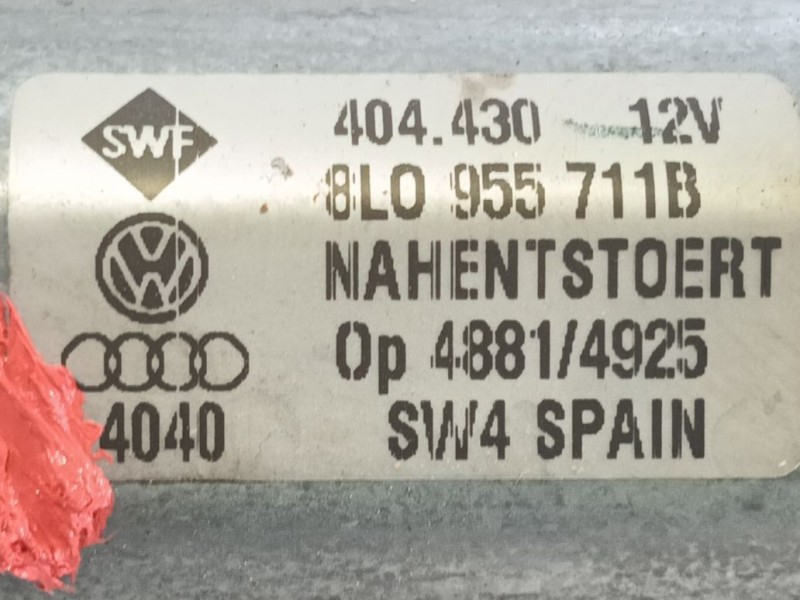 SWF
404.430 12V
8L0 955 711B
NAHENTSTOERT
Op 4881/4925
4040 SW4 SPAIN